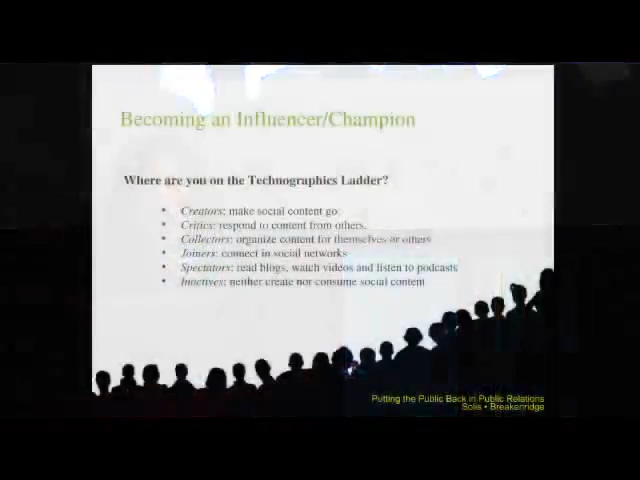 Becoming an Influencer/Champion
Where are you on the Technographics Ladder?
• Creators: make social content go
• Critics: respond to content from others.
• Collectors: organize content for themselves or others
• Joiners: connect in social networks
• Spectators: read blogs, watch videos and listen to podcasts
• Inactives: neither create nor consume social content
Putting the Public Back in Public Relations
Solis • Breakenridge